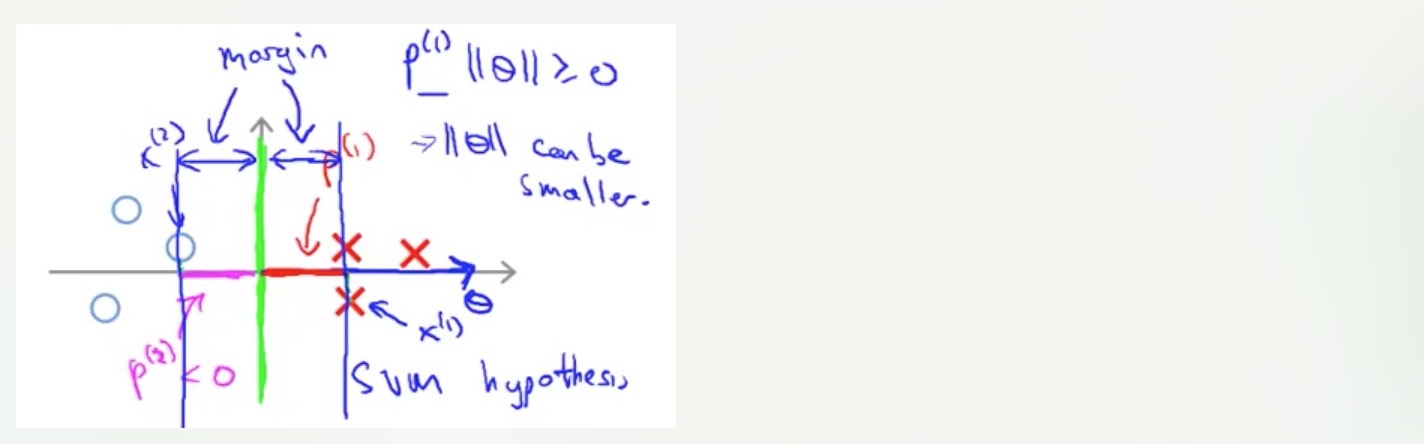 margin
p^(1) ||θ|| ≥ 0
x^(2)
p^(1)
→ ||θ|| can be
smaller.
θ
x^(1)
p^(2) < 0
SVM hypothesis